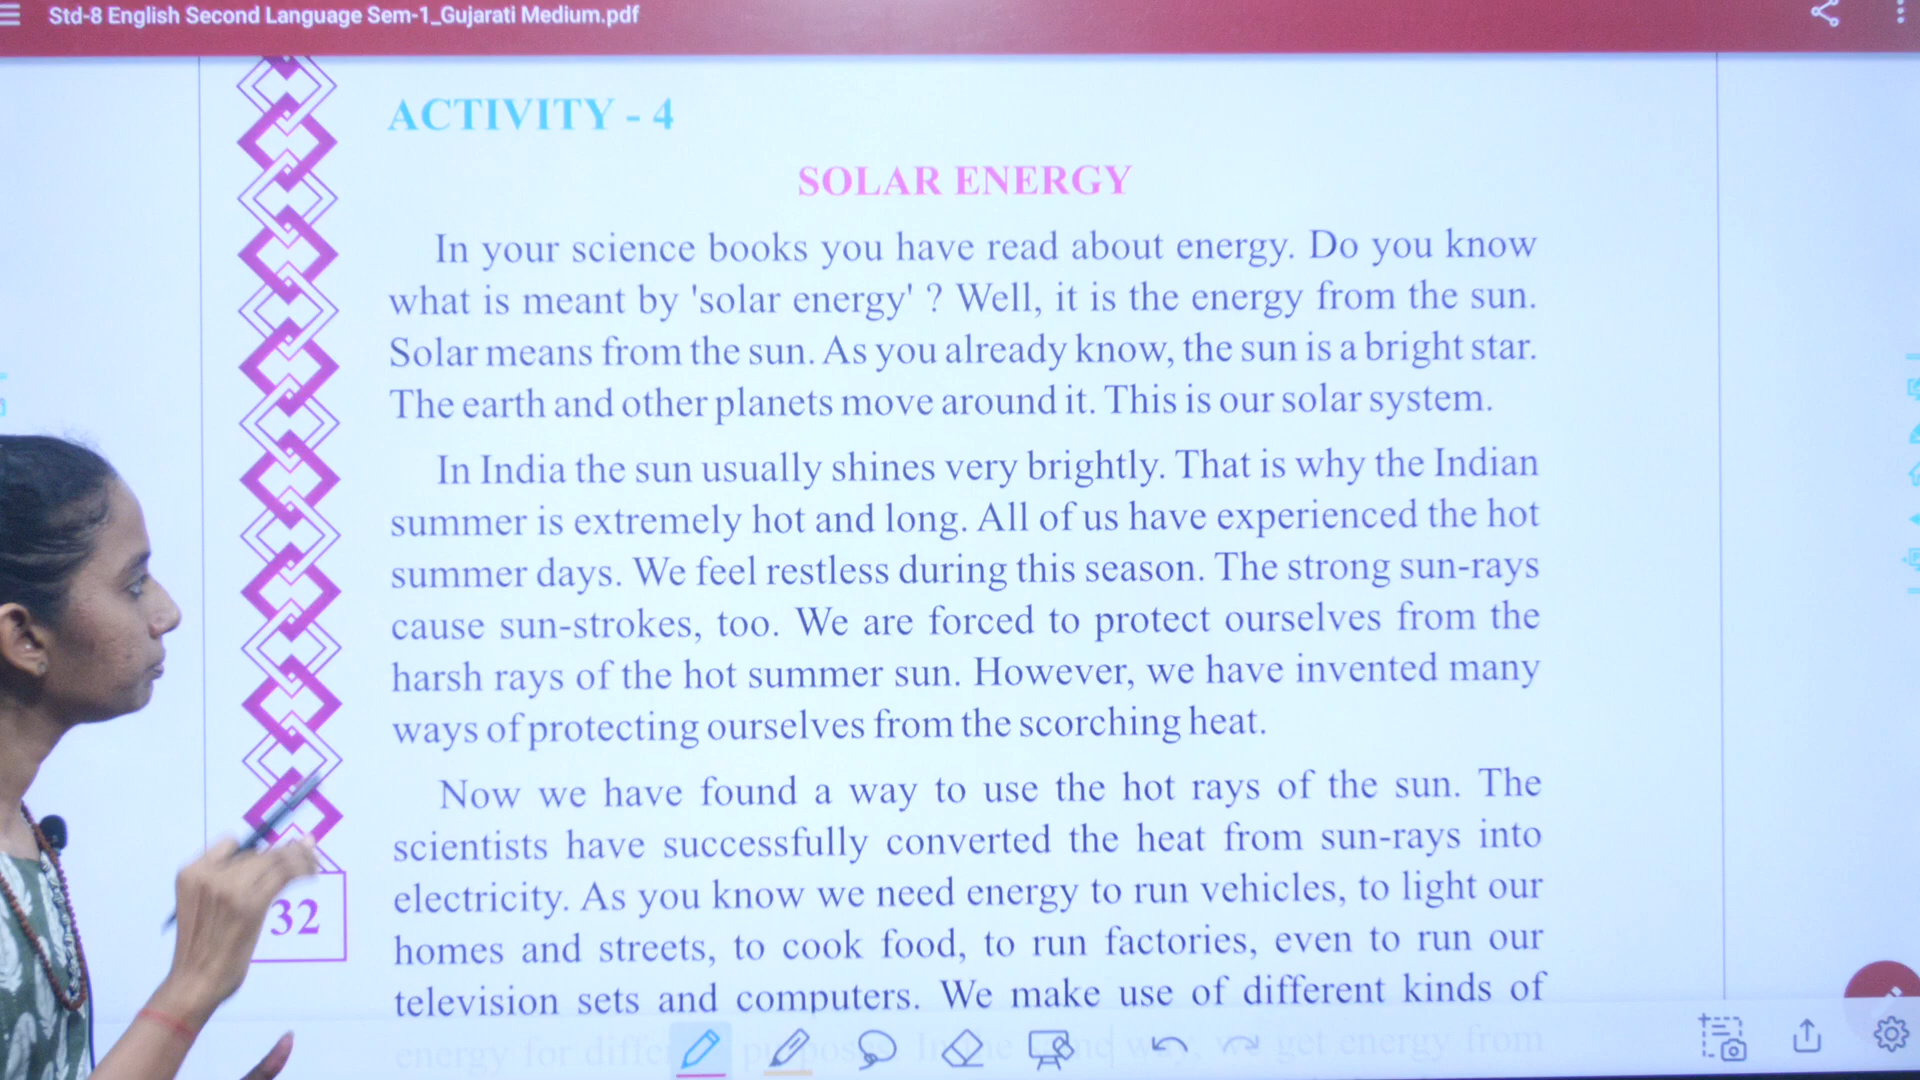 Std-8 English Second Language Sem-1_Gujarati Medium.pdf
ACTIVITY - 4
SOLAR ENERGY
In your science books you have read about energy. Do you know
what is meant by 'solar energy' ? Well, it is the energy from the sun.
Solar means from the sun. As you already know, the sun is a bright star.
The earth and other planets move around it. This is our solar system.
In India the sun usually shines very brightly. That is why the Indian
summer is extremely hot and long. All of us have experienced the hot
summer days. We feel restless during this season. The strong sun-rays
cause sun-strokes, too. We are forced to protect ourselves from the
harsh rays of the hot summer sun. However, we have invented many
ways of protecting ourselves from the scorching heat.
Now we have found a way to use the hot rays of the sun. The
scientists have successfully converted the heat from sun-rays into
electricity. As you know we need energy to run vehicles, to light our
homes and streets, to cook food, to run factories, even to run our
television sets and computers. We make use of different kinds of
energy for get energy from
32